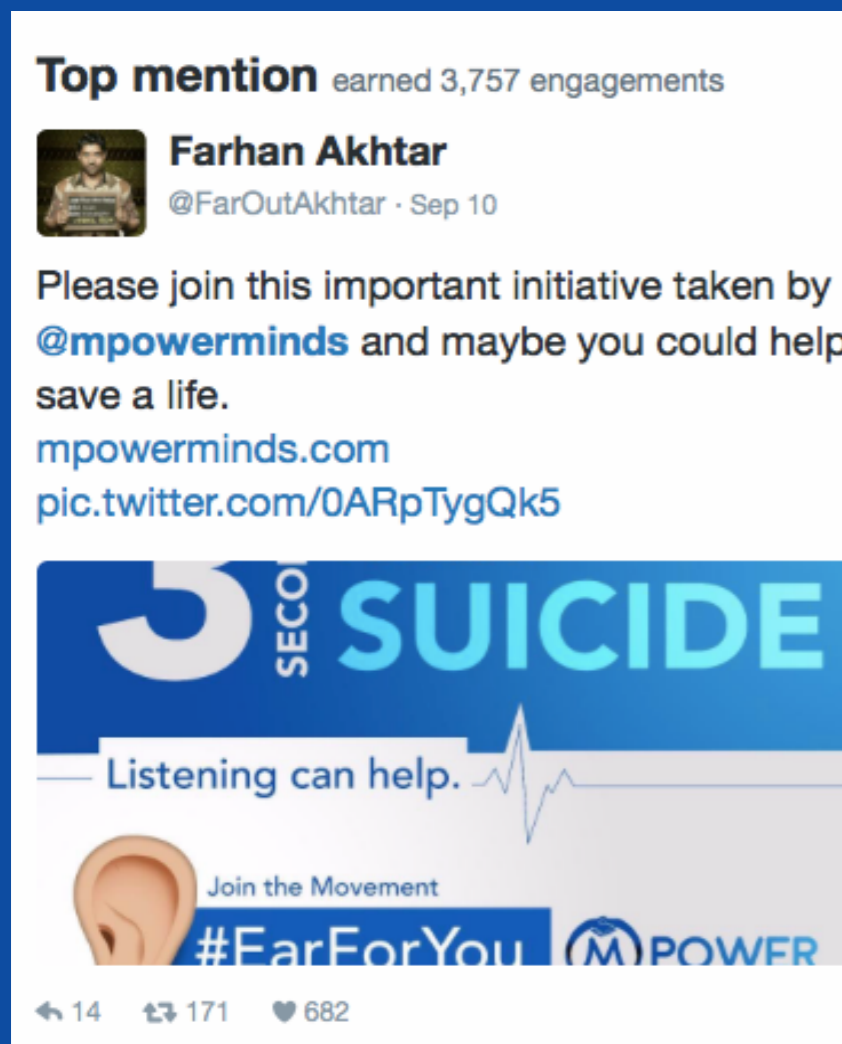 Top mention earned 3,757 engagements
Farhan Akhtar
@FarOutAkhtar · Sep 10
Please join this important initiative taken by
@mpowerminds and maybe you could help
save a life.
mpowerminds.com
pic.twitter.com/0ARpTygQk5
3 SECO SUICIDE
Listening can help.
Join the Movement
#EarForYou M POWER
14 171 682